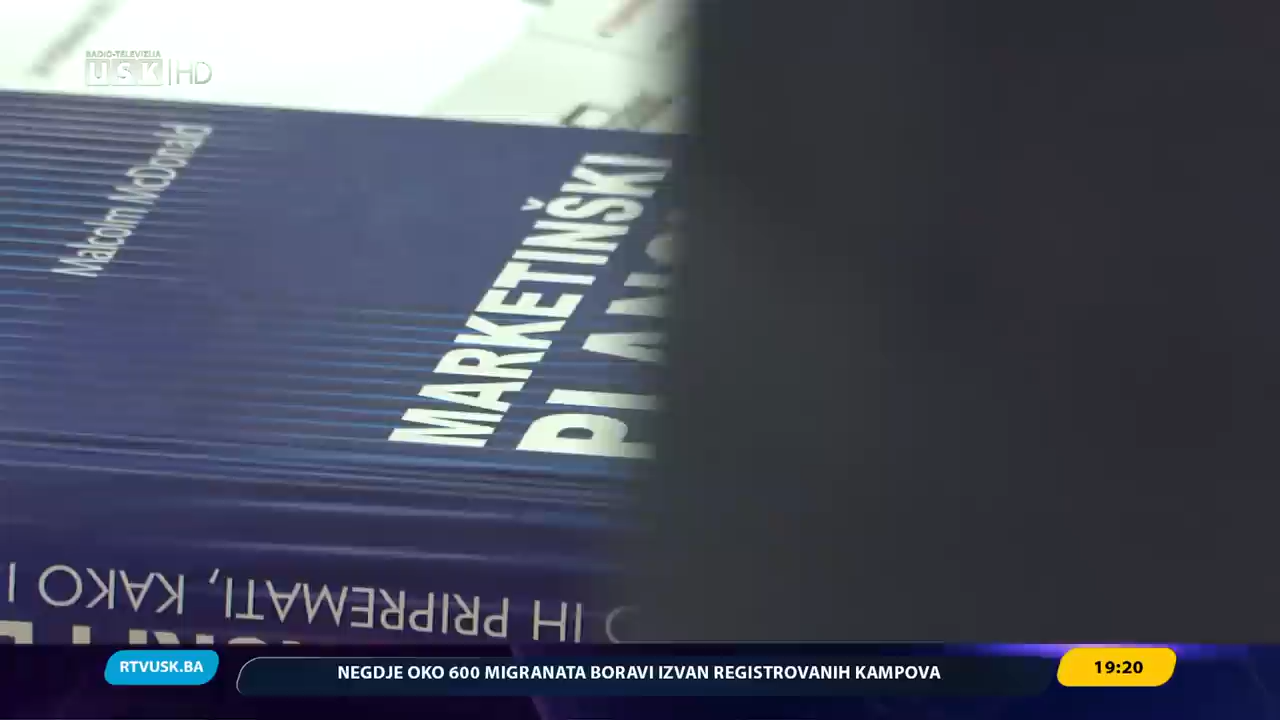 RADIO-TELEVIZIJA
USK HD
Malcolm McDonald
MARKETINŠKI
IH PRIPREMATI, KAKO
RTVUSK.BA
NEGDJE OKO 600 MIGRANATA BORAVI IZVAN REGISTROVANIH KAMPOVA
19:20